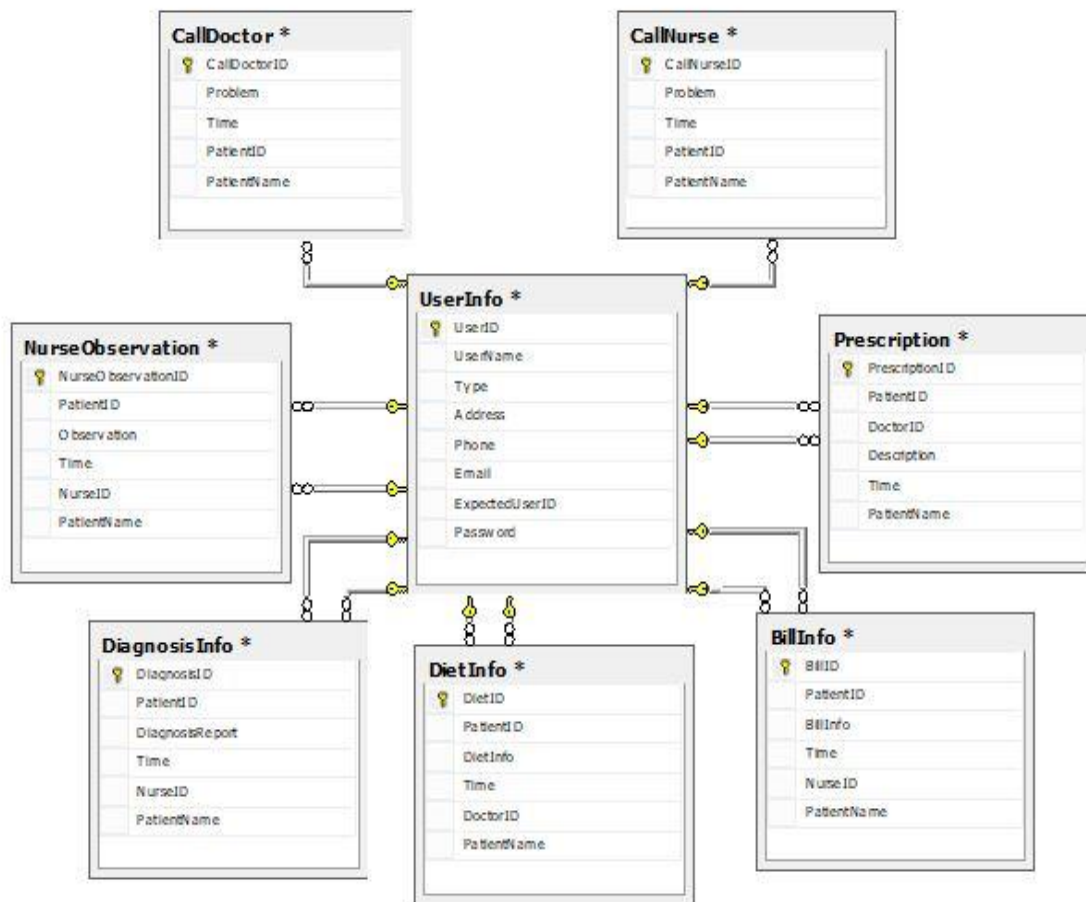 CallDoctor *
CallDoctorID
Problem
Time
PatientID
PatientName
CallNurse *
CallNurseID
Problem
Time
PatientID
PatientName
UserInfo *
UserID
UserName
Type
Address
Phone
Email
ExpectedUserID
Password
NurseObservation *
NurseObservationID
PatientID
Observation
Time
NurseID
PatientName
Prescription *
PrescriptionID
PatientID
DoctorID
Description
Time
PatientName
DiagnosisInfo *
DiagnosisID
PatientID
DiagnosisReport
Time
NurseID
PatientName
DietInfo *
DietID
PatientID
DietInfo
Time
DoctorID
PatientName
BillInfo *
BillID
PatientID
BillInfo
Time
NurseID
PatientName